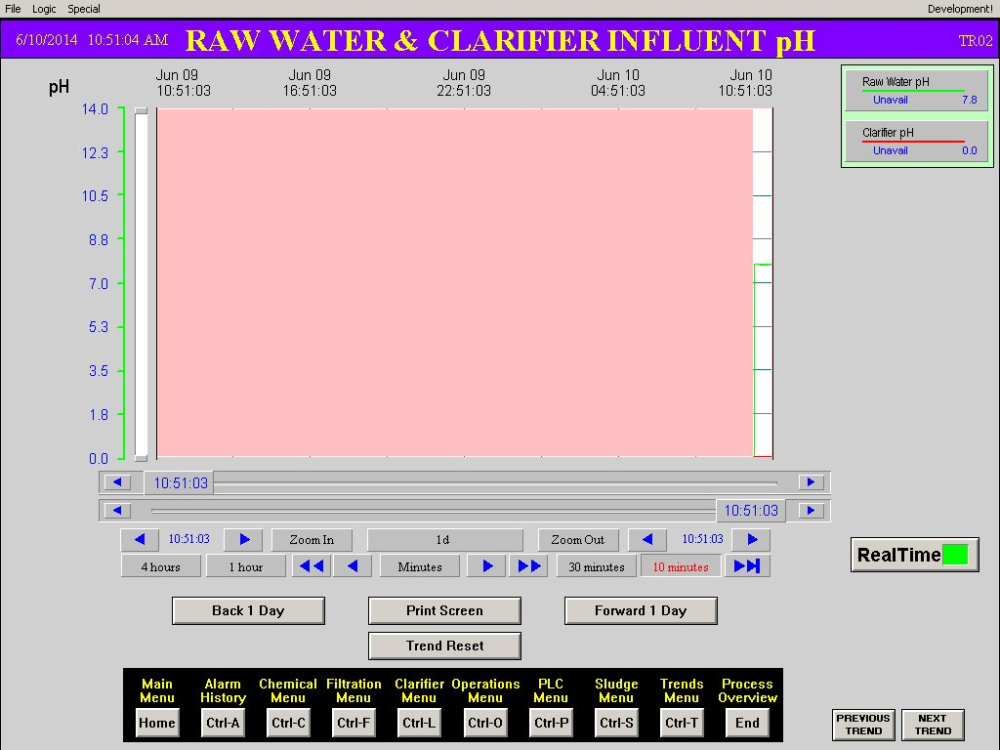 File Logic Special Development!
6/10/2014 10:51:04 AM RAW WATER & CLARIFIER INFLUENT pH TR02
pH
Jun 09 Jun 09 Jun 09 Jun 10 Jun 10
10:51:03 16:51:03 22:51:03 04:51:03 10:51:03
14.0
12.3
10.5
8.8
7.0
5.3
3.5
1.8
0.0
Raw Water pH
Unavail 7.8
Clarifier pH
Unavail 0.0
10:51:03
10:51:03
10:51:03 Zoom In 1d Zoom Out 10:51:03
4 hours 1 hour Minutes 30 minutes 10 minutes
RealTime
Back 1 Day Print Screen Forward 1 Day
Trend Reset
Main Alarm Chemical Filtration Clarifier Operations PLC Sludge Trends Process
Menu History Menu Menu Menu Menu Menu Menu Menu Overview
Home Ctrl-A Ctrl-C Ctrl-F Ctrl-L Ctrl-O Ctrl-P Ctrl-S Ctrl-T End
PREVIOUS NEXT
TREND TREND